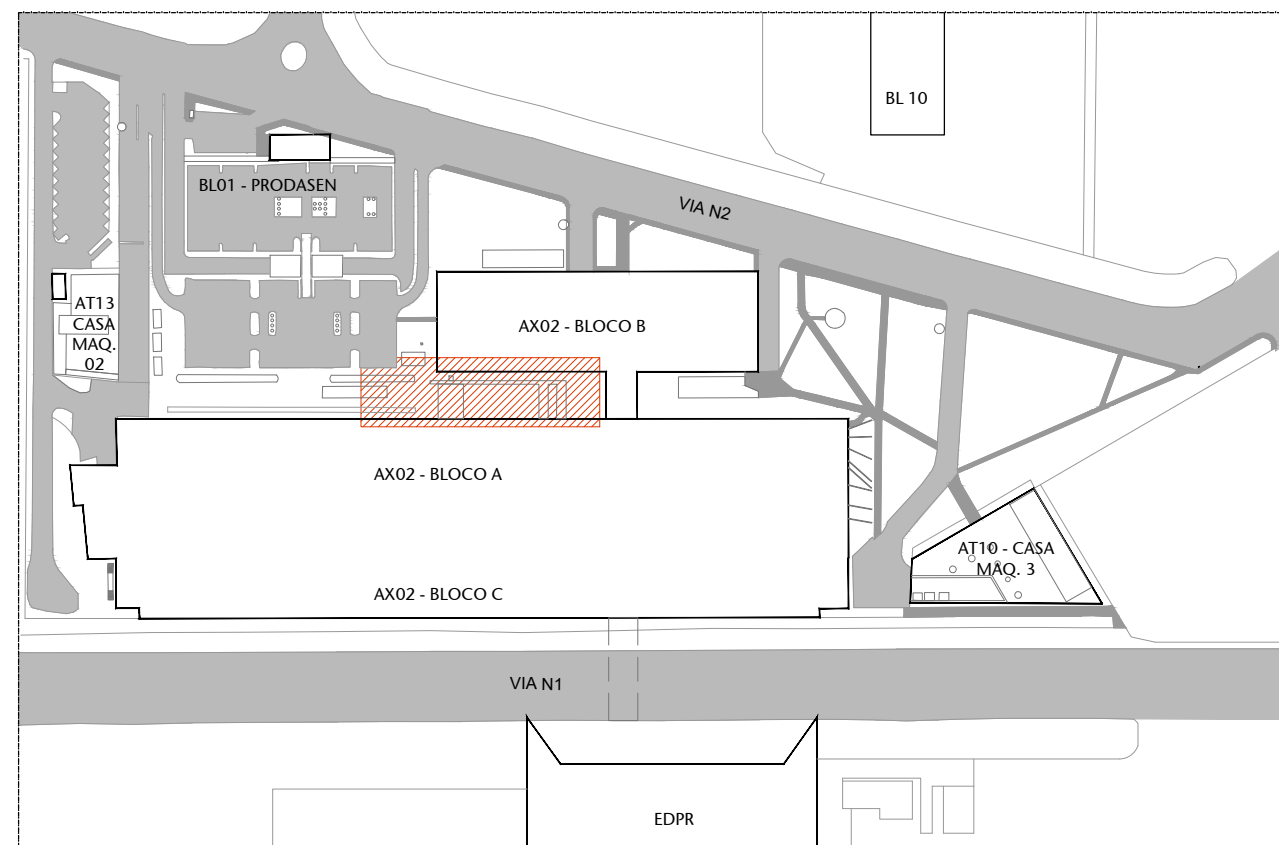 BL 10
BL01 - PRODASEN
VIA N2
AT13
CASA
MAQ.
02
AX02 - BLOCO B
AX02 - BLOCO A
AT10 - CASA
MAQ. 3
AX02 - BLOCO C
VIA N1
EDPR